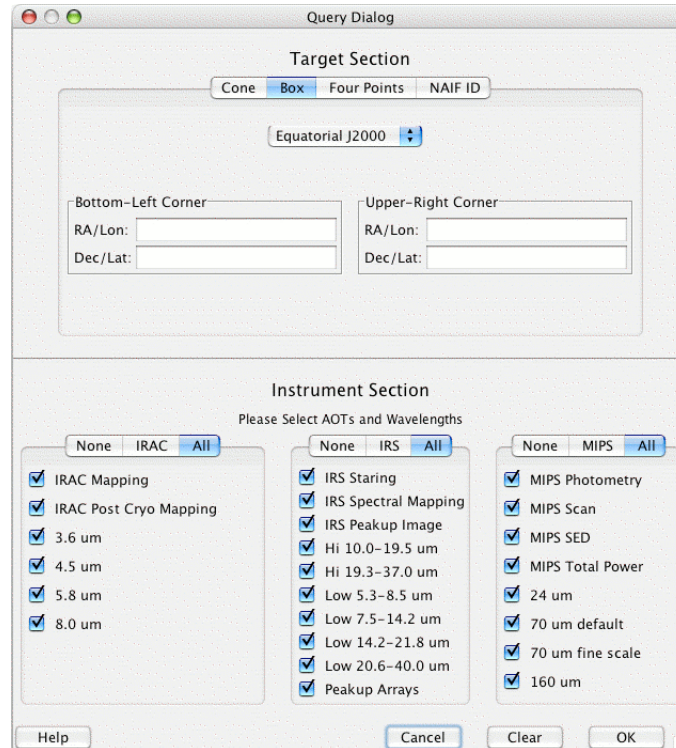 Query Dialog
Target Section
Cone Box Four Points NAIF ID
Equatorial J2000
Bottom-Left Corner
RA/Lon:
Dec/Lat:
Upper-Right Corner
RA/Lon:
Dec/Lat:
Instrument Section
Please Select AOTs and Wavelengths
None IRAC All
IRAC Mapping
IRAC Post Cryo Mapping
3.6 um
4.5 um
5.8 um
8.0 um
None IRS All
IRS Staring
IRS Spectral Mapping
IRS Peakup Image
Hi 10.0-19.5 um
Hi 19.3-37.0 um
Low 5.3-8.5 um
Low 7.5-14.2 um
Low 14.2-21.8 um
Low 20.6-40.0 um
Peakup Arrays
None MIPS All
MIPS Photometry
MIPS Scan
MIPS SED
MIPS Total Power
24 um
70 um default
70 um fine scale
160 um
Help Cancel Clear OK